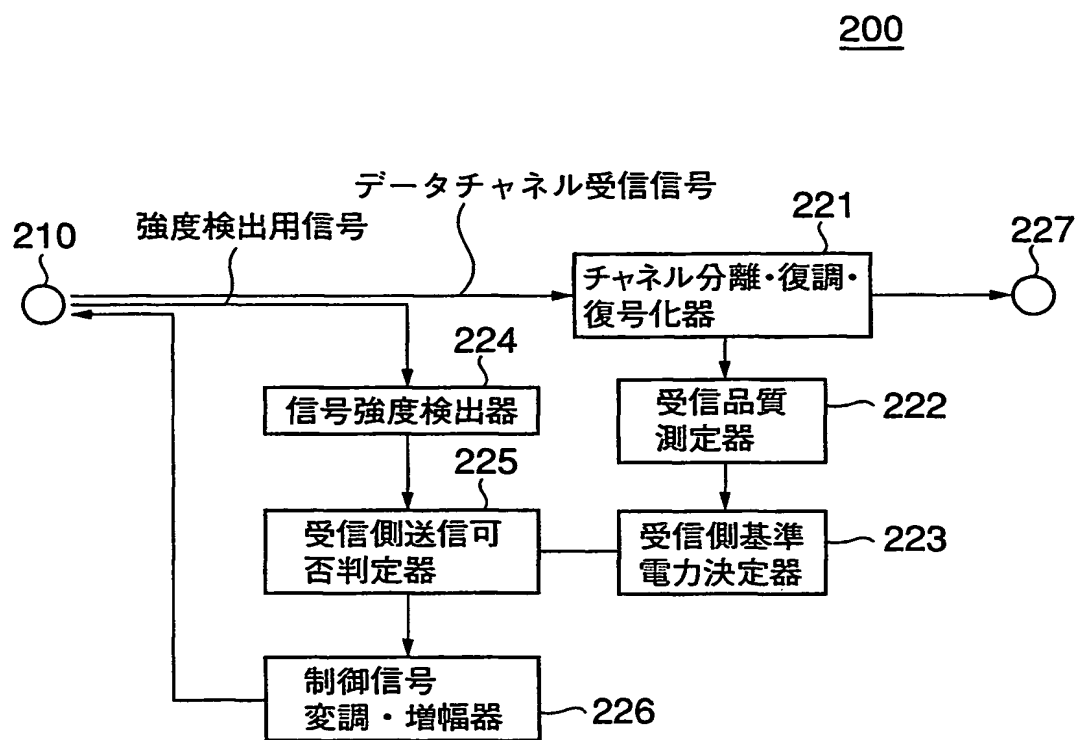 200
データチャネル受信信号
強度検出用信号
210
221
227
チャネル分離・復調・
復号化器
224
信号強度検出器
受信品質
測定器
222
225
受信側送信可
否判定器
受信側基準
電力決定器
223
制御信号
変調・増幅器
226